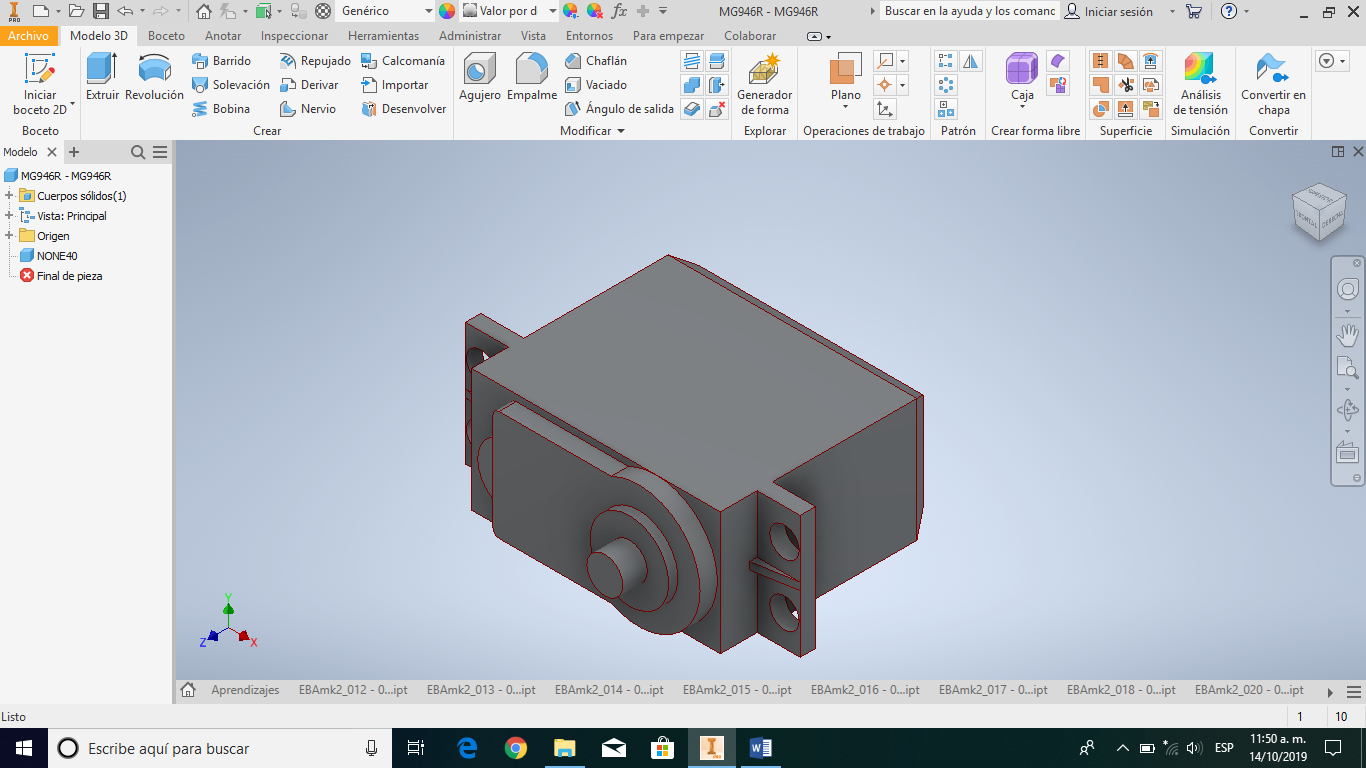 PRO
Genérico
Valor por d
fx
MG946R - MG946R
Buscar en la ayuda y los comanc
Iniciar sesión
Archivo
Modelo 3D
Boceto
Anotar
Inspeccionar
Herramientas
Administrar
Vista
Entornos
Para empezar
Colaborar
Iniciar
boceto 2D
Extruir
Revolución
Barrido
Solevación
Bobina
Repujado
Derivar
Nervio
Calcomanía
Importar
Desenvolver
Agujero
Empalme
Chaflán
Vaciado
Ángulo de salida
Generador
de forma
Plano
Caja
Análisis
de tensión
Convertir en
chapa
Boceto
Crear
Modificar
Explorar
Operaciones de trabajo
Patrón
Crear forma libre
Superficie
Simulación
Convertir
Modelo
MG946R - MG946R
Cuerpos sólidos(1)
Vista: Principal
Origen
NONE40
Final de pieza
FRONTAL
DERECHA
Y
Z
X
Aprendizajes
EBAmk2_012 - 0...ipt
EBAmk2_013 - 0...ipt
EBAmk2_014 - 0...ipt
EBAmk2_015 - 0...ipt
EBAmk2_016 - 0...ipt
EBAmk2_017 - 0...ipt
EBAmk2_018 - 0...ipt
EBAmk2_020 - 0...ipt
Listo
1
10
Escribe aquí para buscar
ESP
11:50 a. m.
14/10/2019